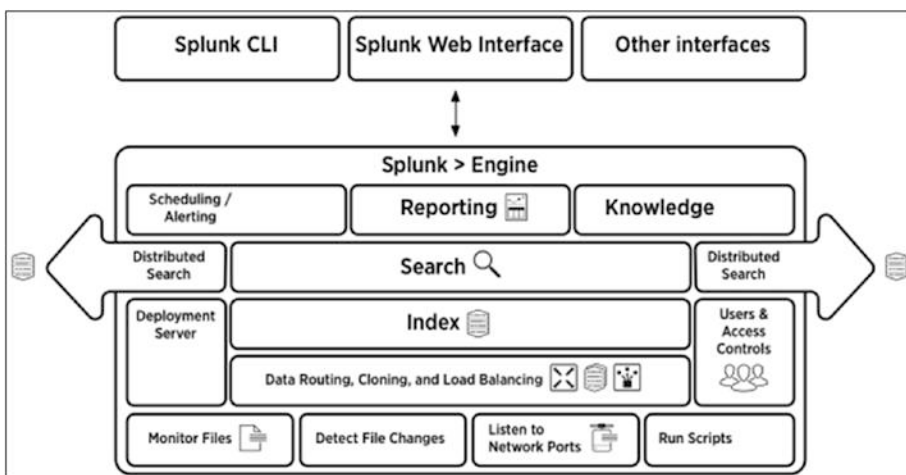 Splunk CLI
Splunk Web Interface
Other interfaces
Splunk > Engine
Scheduling /
Alerting
Reporting
Knowledge
Distributed
Search
Search
Distributed
Search
Deployment
Server
Index
Users &
Access
Controls
Data Routing, Cloning, and Load Balancing
Monitor Files
Detect File Changes
Listen to
Network Ports
Run Scripts